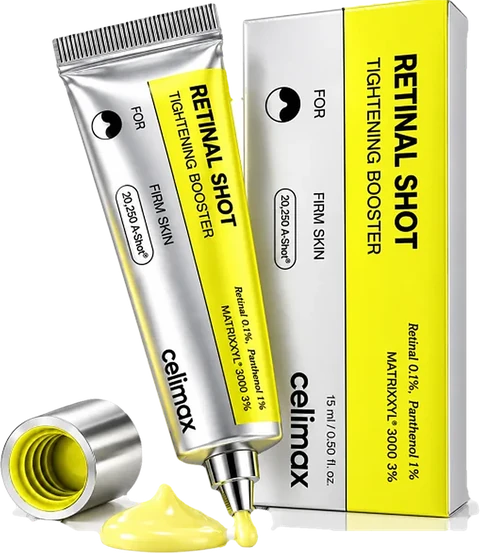 RETINAL SHOT
TIGHTENING BOOSTER
FOR
FIRM SKIN
20,250 A-Shot®
Retinal 0.1%, Panthenol 1%
MATRIXXYL® 3000 3%
celimax
RETINAL SHOT
TIGHTENING BOOSTER
FOR
FIRM SKIN
20,250 A-Shot®
Retinal 0.1%, Panthenol 1%
MATRIXXYL® 3000 3%
celimax
15 ml / 0.50 fl. oz.